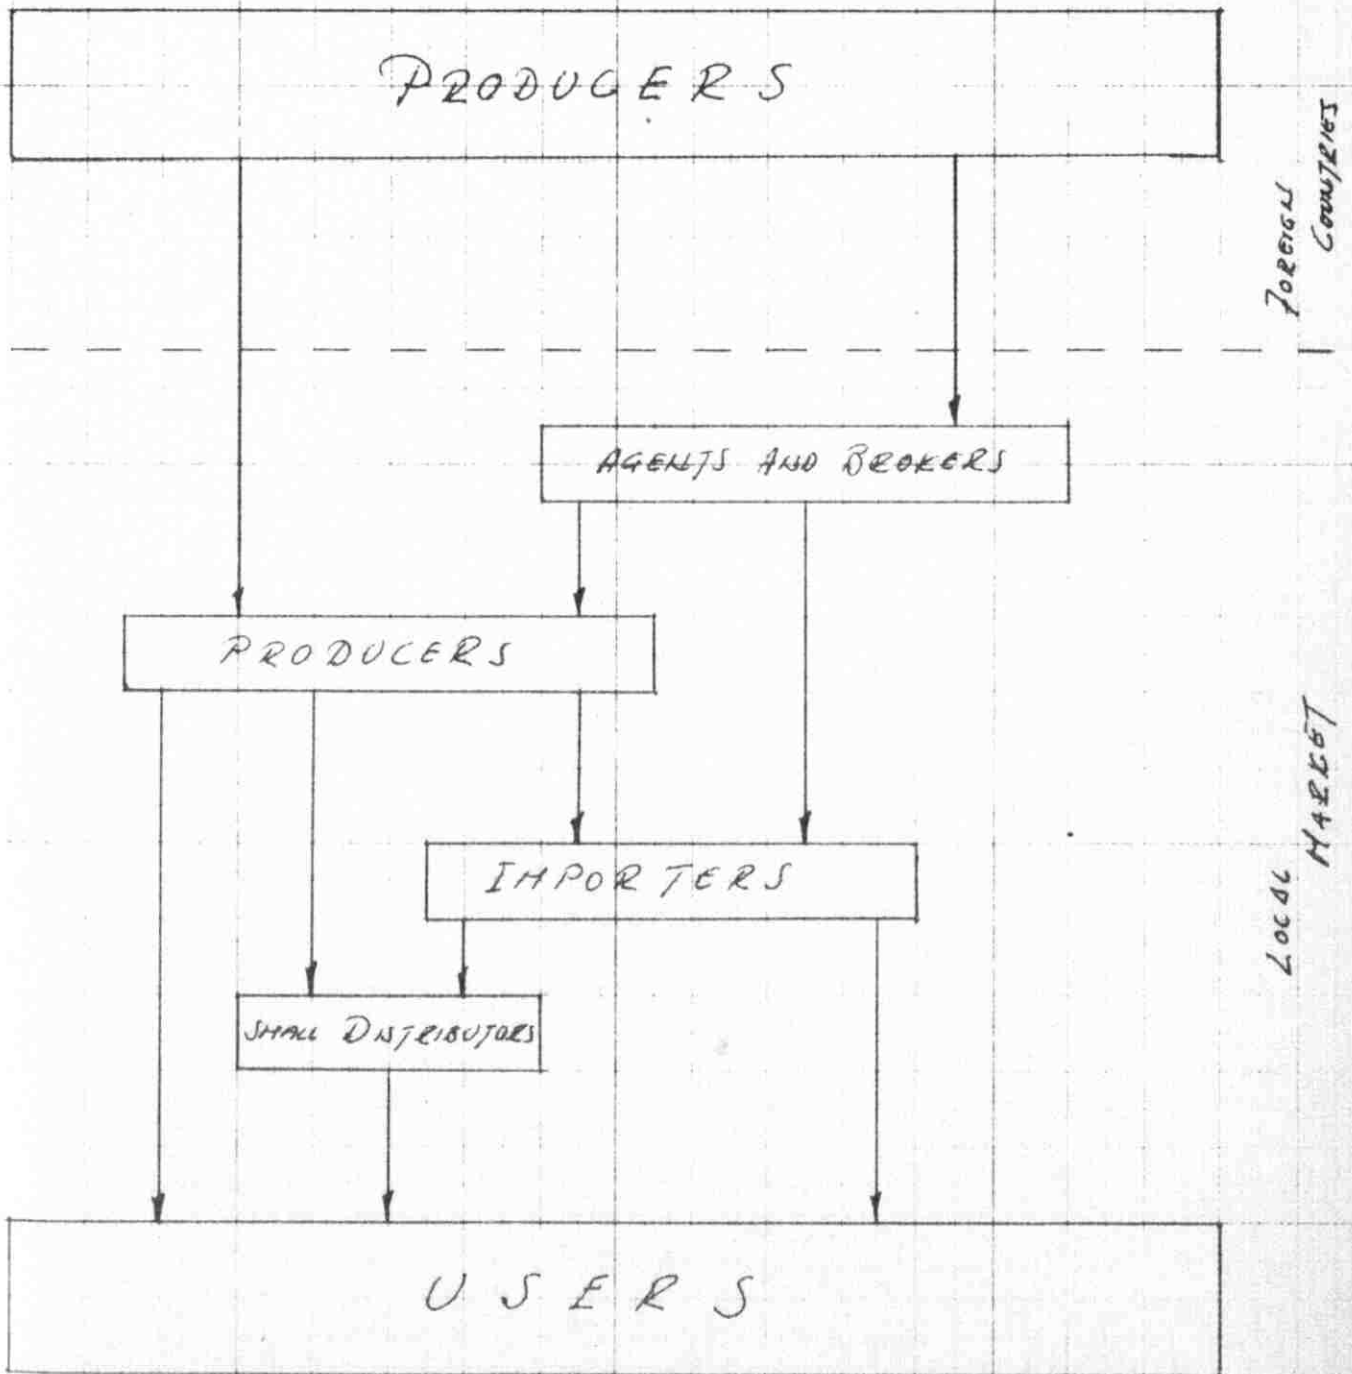 PRODUCERS
FOREIGN
COUNTRIES
AGENTS AND BROKERS
PRODUCERS
IMPORTERS
LOCAL
MARKET
SMALL DISTRIBUTORS
USERS